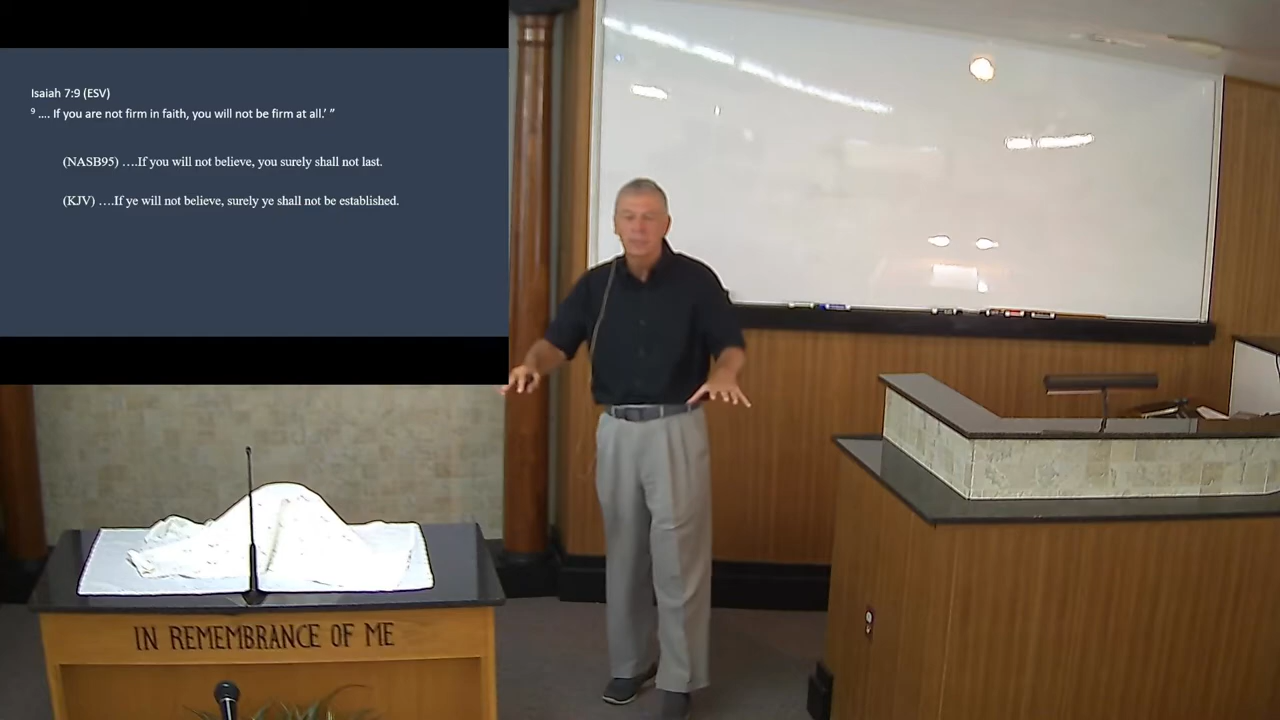 Isaiah 7:9 (ESV)
9 .... If you are not firm in faith, you will not be firm at all.’ ”
(NASB95) ….If you will not believe, you surely shall not last.
(KJV) ….If ye will not believe, surely ye shall not be established.
IN REMEMBRANCE OF ME